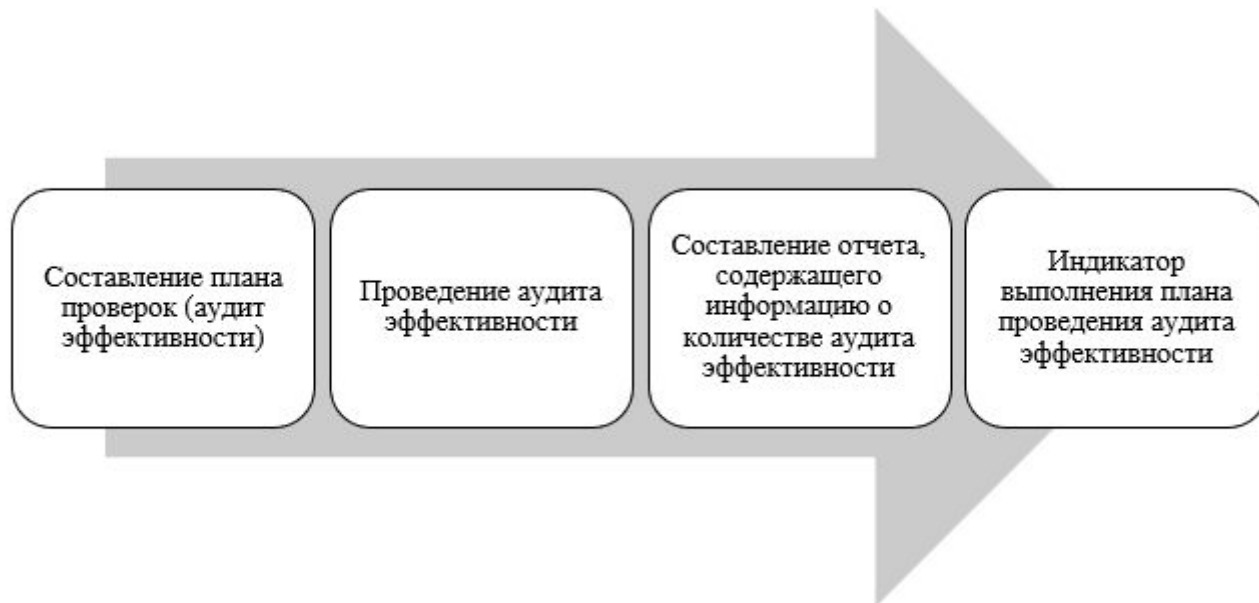 Составление плана
проверок (аудит
эффективности)
Проведение аудита
эффективности
Составление отчета,
содержащего
информацию о
количестве аудита
эффективности
Индикатор
выполнения плана
проведения аудита
эффективности